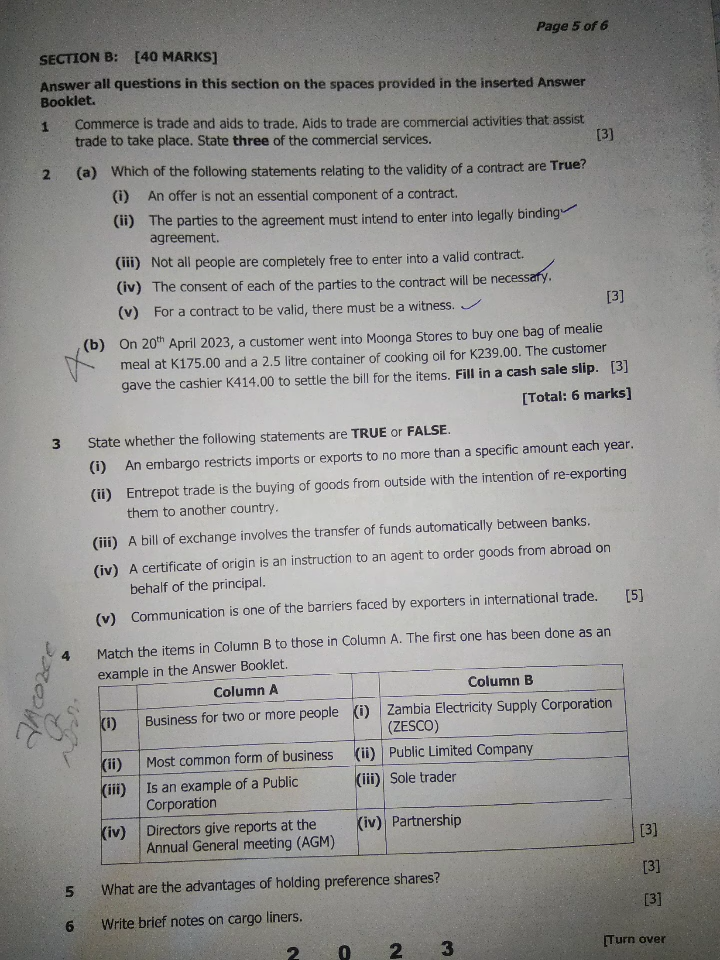 Page 5 of 6
SECTION B: [40 MARKS]
Answer all questions in this section on the spaces provided in the inserted Answer
Booklet.
1 Commerce is trade and aids to trade. Aids to trade are commercial activities that assist
trade to take place. State three of the commercial services. [3]
2 (a) Which of the following statements relating to the validity of a contract are True?
(i) An offer is not an essential component of a contract.
(ii) The parties to the agreement must intend to enter into legally binding
agreement.
(iii) Not all people are completely free to enter into a valid contract.
(iv) The consent of each of the parties to the contract will be necessary.
(v) For a contract to be valid, there must be a witness. [3]
(b) On 20th April 2023, a customer went into Moonga Stores to buy one bag of mealie
meal at K175.00 and a 2.5 litre container of cooking oil for K239.00. The customer
gave the cashier K414.00 to settle the bill for the items. Fill in a cash sale slip. [3]
[Total: 6 marks]
3 State whether the following statements are TRUE or FALSE.
(i) An embargo restricts imports or exports to no more than a specific amount each year.
(ii) Entrepot trade is the buying of goods from outside with the intention of re-exporting
them to another country.
(iii) A bill of exchange involves the transfer of funds automatically between banks.
(iv) A certificate of origin is an instruction to an agent to order goods from abroad on
behalf of the principal.
(v) Communication is one of the barriers faced by exporters in international trade. [5]
4 Match the items in Column B to those in Column A. The first one has been done as an
example in the Answer Booklet.
Column A Column B
(i) Business for two or more people (i) Zambia Electricity Supply Corporation
(ZESCO)
(ii) Most common form of business (ii) Public Limited Company
(iii) Is an example of a Public (iii) Sole trader
Corporation
(iv) Directors give reports at the (iv) Partnership
Annual General meeting (AGM) [3]
5 What are the advantages of holding preference shares? [3]
6 Write brief notes on cargo liners. [3]
2 0 2 3
[Turn over